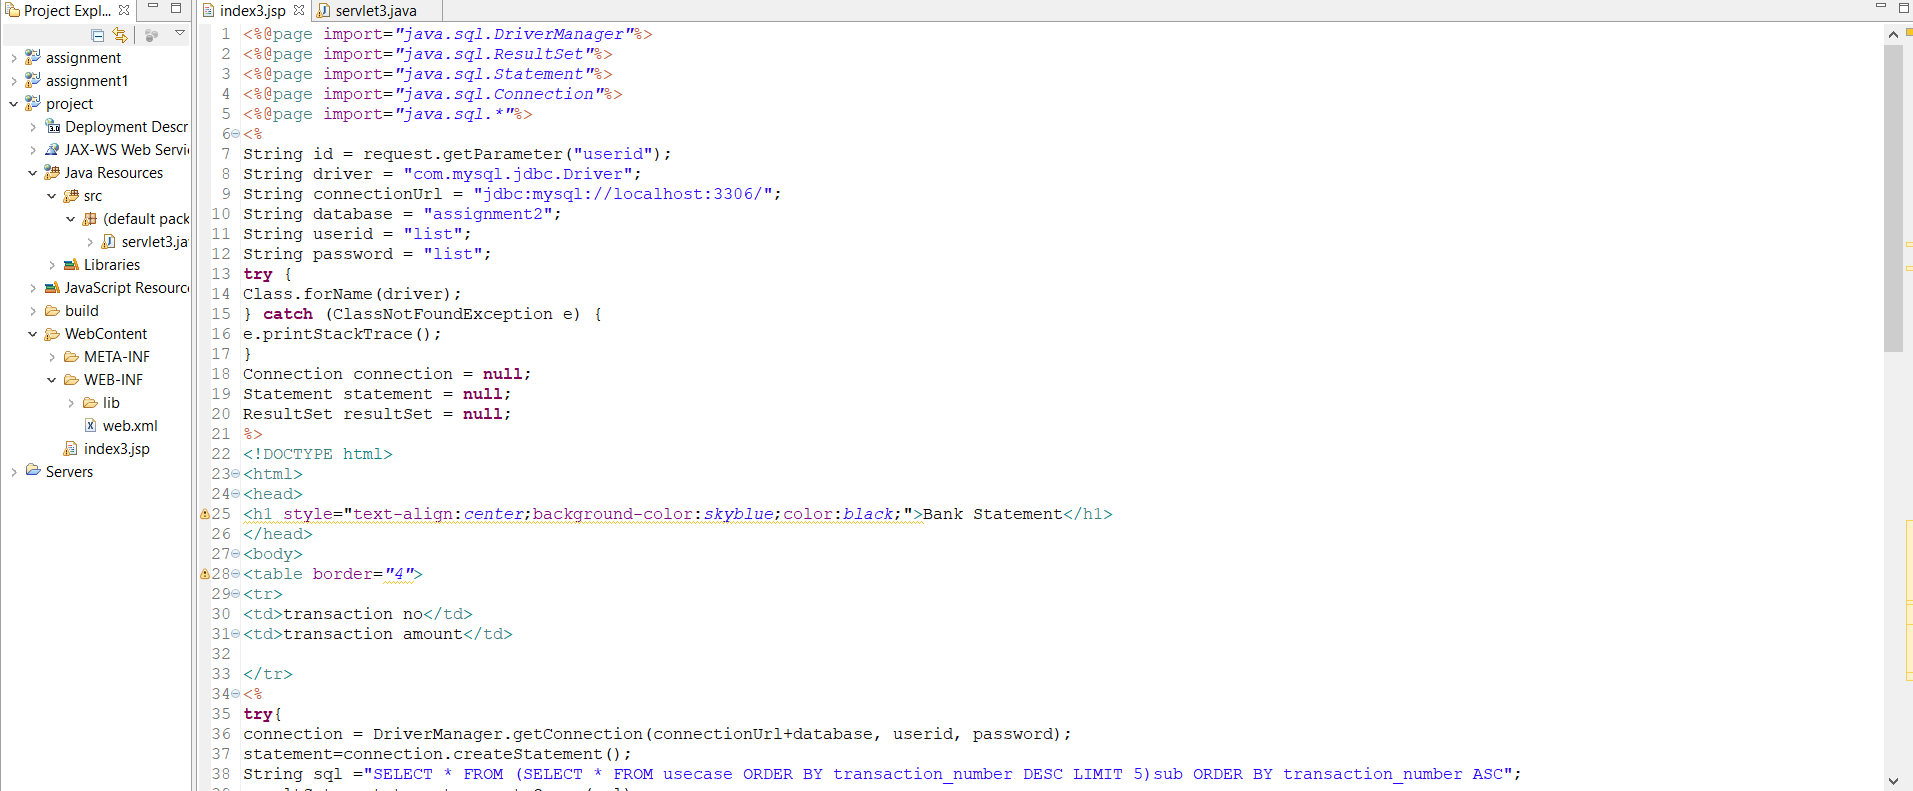 Project Expl...
index3.jsp
servlet3.java
assignment
assignment1
project
Deployment Descr
JAX-WS Web Servi
Java Resources
src
(default pack
servlet3.ja
Libraries
JavaScript Resourc
build
WebContent
META-INF
WEB-INF
lib
web.xml
index3.jsp
Servers
1 <%@page import="java.sql.DriverManager"%>
2 <%@page import="java.sql.ResultSet"%>
3 <%@page import="java.sql.Statement"%>
4 <%@page import="java.sql.Connection"%>
5 <%@page import="java.sql.*"%>
6 <%
7 String id = request.getParameter("userid");
8 String driver = "com.mysql.jdbc.Driver";
9 String connectionUrl = "jdbc:mysql://localhost:3306/";
10 String database = "assignment2";
11 String userid = "list";
12 String password = "list";
13 try {
14 Class.forName(driver);
15 } catch (ClassNotFoundException e) {
16 e.printStackTrace();
17 }
18 Connection connection = null;
19 Statement statement = null;
20 ResultSet resultSet = null;
21 %>
22 <!DOCTYPE html>
23 <html>
24 <head>
25 <h1 style="text-align:center;background-color:skyblue;color:black;">Bank Statement</h1>
26 </head>
27 <body>
28 <table border="4">
29 <tr>
30 <td>transaction no</td>
31 <td>transaction amount</td>
32
33 </tr>
34 <%
35 try{
36 connection = DriverManager.getConnection(connectionUrl+database, userid, password);
37 statement=connection.createStatement();
38 String sql ="SELECT * FROM (SELECT * FROM usecase ORDER BY transaction_number DESC LIMIT 5)sub ORDER BY transaction_number ASC";